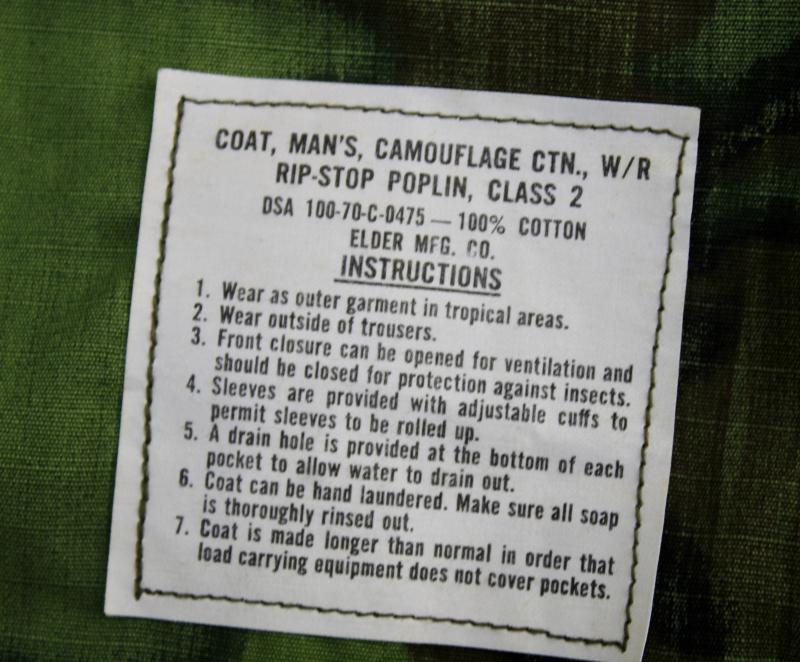 COAT, MAN'S, CAMOUFLAGE CTN., W/R
RIP-STOP POPLIN, CLASS 2
DSA 100-70-C-0475 — 100% COTTON
ELDER MFG. CO.
INSTRUCTIONS
1. Wear as outer garment in tropical areas.
2. Wear outside of trousers.
3. Front closure can be opened for ventilation and
should be closed for protection against insects.
4. Sleeves are provided with adjustable cuffs to
permit sleeves to be rolled up.
5. A drain hole is provided at the bottom of each
pocket to allow water to drain out.
6. Coat can be hand laundered. Make sure all soap
is thoroughly rinsed out.
7. Coat is made longer than normal in order that
load carrying equipment does not cover pockets.